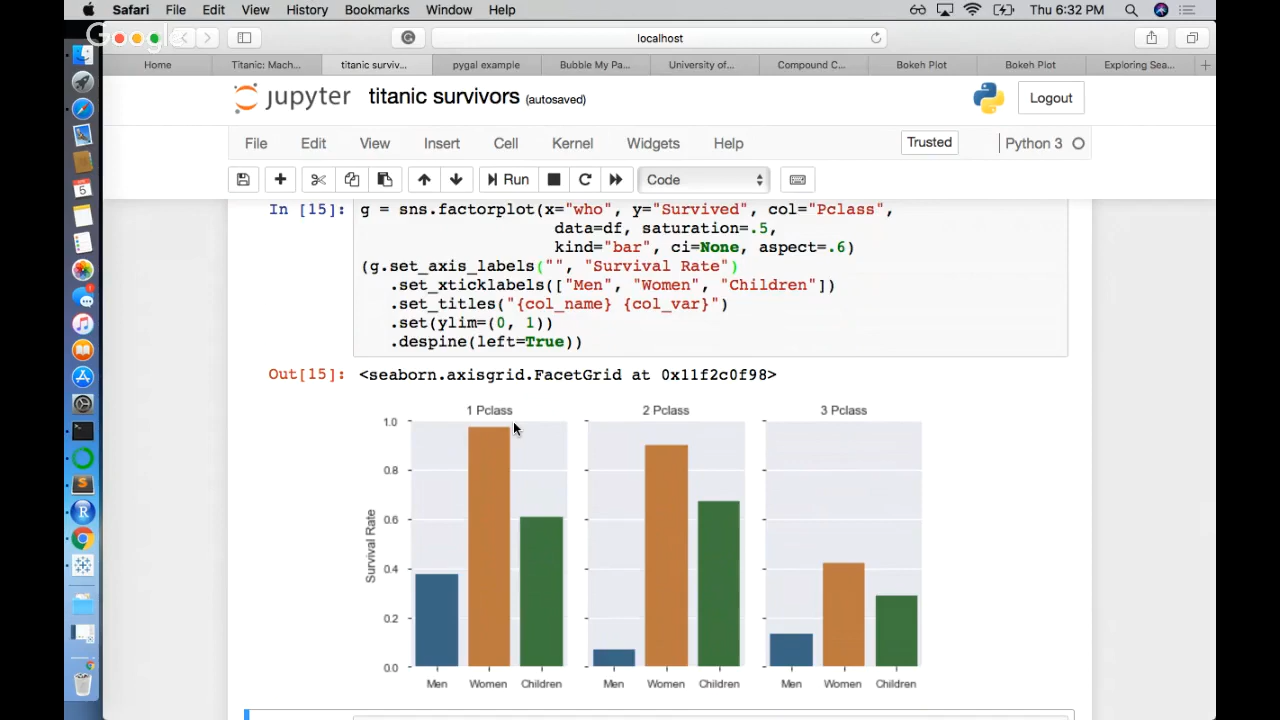 Safari File Edit View History Bookmarks Window Help Thu 6:32 PM
localhost
Home Titanic: Mach... titanic surviv... pygal example Bubble My Pa... University of... Compound C... Bokeh Plot Bokeh Plot Exploring Sea...
jupyter titanic survivors (autosaved) Logout
File Edit View Insert Cell Kernel Widgets Help Trusted Python 3
Run Code
In [15]: g = sns.factorplot(x="who", y="Survived", col="Pclass",
data=df, saturation=.5,
kind="bar", ci=None, aspect=.6)
(g.set_axis_labels("", "Survival Rate")
.set_xticklabels(["Men", "Women", "Children"])
.set_titles("{col_name} {col_var}")
.set(ylim=(0, 1))
.despine(left=True))
Out[15]: <seaborn.axisgrid.FacetGrid at 0x11f2c0f98>
1 Pclass 2 Pclass 3 Pclass
1.0
0.8
0.6
0.4
0.2
0.0
Survival Rate
Men Women Children Men Women Children Men Women Children